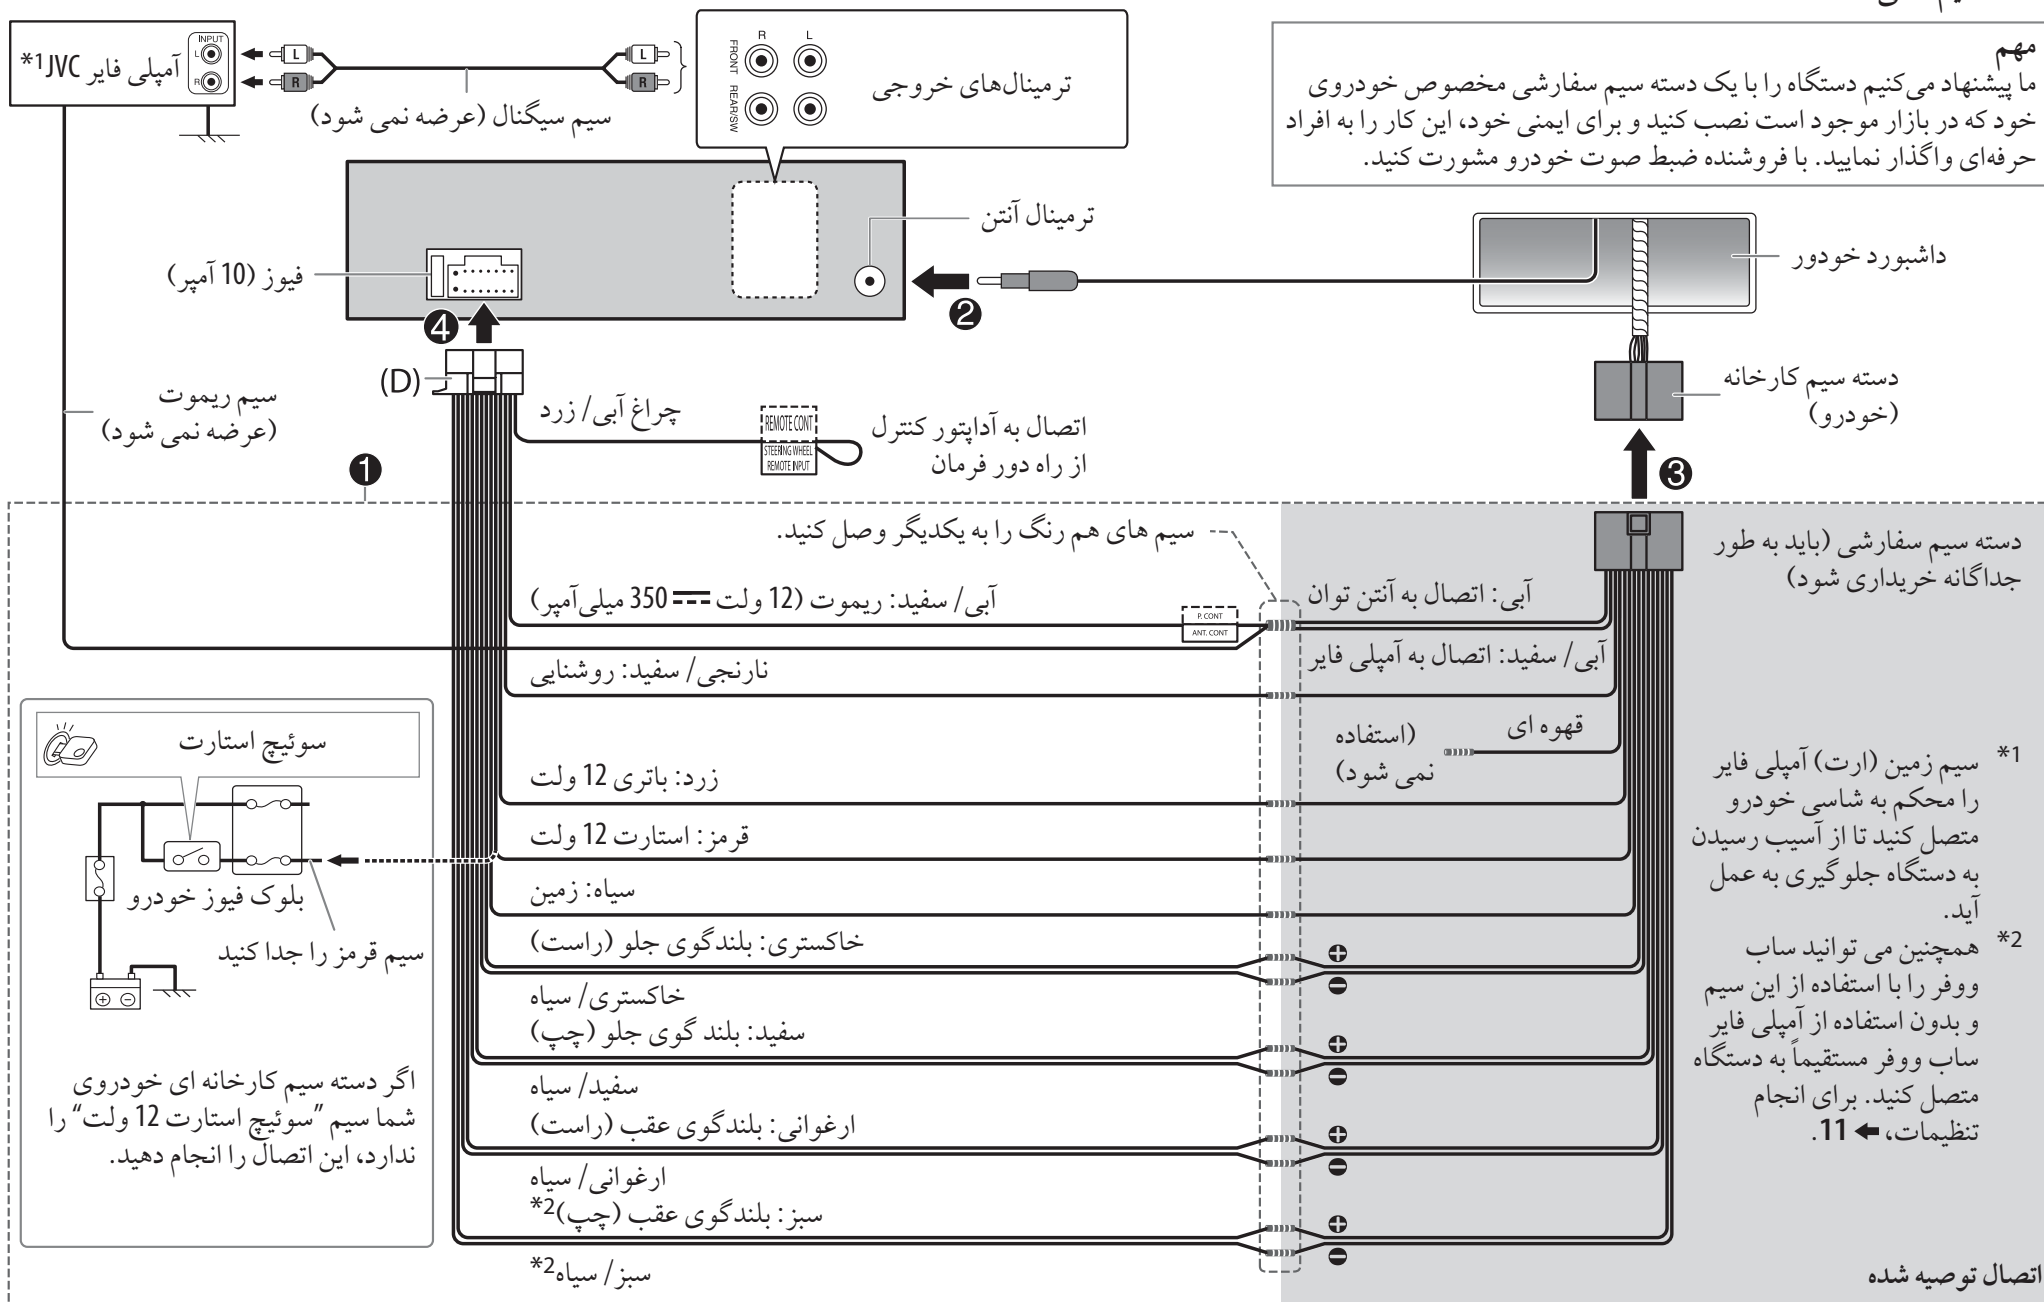 مهم
ما پیشنهاد می‌کنیم دستگاه را با یک دسته سیم سفارشی مخصوص خودروی
خود که در بازار موجود است نصب کنید و برای ایمنی خود، این کار را به افراد
حرفه‌ای واگذار نمایید. با فروشنده ضبط صوت خودرو مشورت کنید.
آمپلی فایر JVC*1
INPUT
L
R
L
R
L
R
سیم سیگنال (عرضه نمی شود)
R
L
FRONT
REAR/SW
ترمینال‌های خروجی
ترمینال آنتن
فیوز (10 آمپر)
داشبورد خودور
2
4
(D)
دسته سیم کارخانه
(خودرو)
3
سیم ریموت
(عرضه نمی شود)
چراغ آبی/ زرد
REMOTE CONT
STEERING WHEEL
REMOTE INPUT
اتصال به آداپتور کنترل
از راه دور فرمان
1
سیم های هم رنگ را به یکدیگر وصل کنید.
دسته سیم سفارشی (باید به طور
جداگانه خریداری شود)
آبی/ سفید: ریموت (12 ولت ⎓ 350 میلی‌آمپر)
P. CONT
ANT. CONT
آبی: اتصال به آنتن توان
آبی/ سفید: اتصال به آمپلی فایر
نارنجی/ سفید: روشنایی
قهوه ای
(استفاده
نمی شود)
زرد: باتری 12 ولت
قرمز: استارت 12 ولت
سیاه: زمین
خاکستری: بلندگوی جلو (راست)
خاکستری/ سیاه
سفید: بلند گوی جلو (چپ)
سفید/ سیاه
ارغوانی: بلندگوی عقب (راست)
ارغوانی/ سیاه
سبز: بلندگوی عقب (چپ)*2
سبز/ سیاه*2
سوئیچ استارت
بلوک فیوز خودرو
سیم قرمز را جدا کنید
اگر دسته سیم کارخانه ای خودروی
شما سیم "سوئیچ استارت 12 ولت" را
ندارد، این اتصال را انجام دهید.
*1 سیم زمین (ارت) آمپلی فایر
را محکم به شاسی خودرو
متصل کنید تا از آسیب رسیدن
به دستگاه جلوگیری به عمل
آید.
*2 همچنین می توانید ساب
ووفر را با استفاده از این سیم
و بدون استفاده از آمپلی فایر
ساب ووفر مستقیماً به دستگاه
متصل کنید. برای انجام
تنظیمات، ← 11.
اتصال توصیه شده